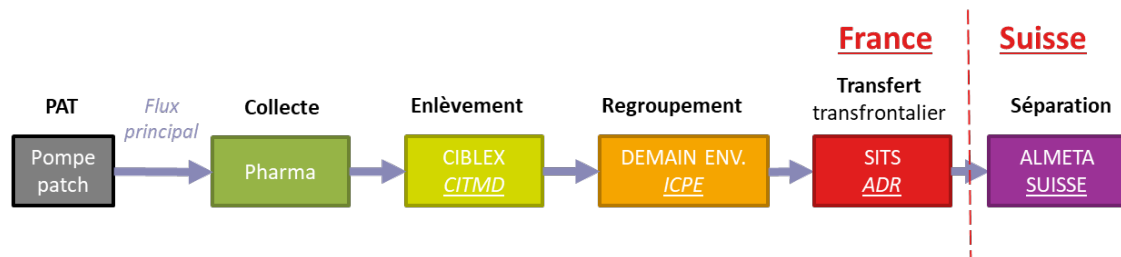 France
Suisse
PAT
Flux
principal
Collecte
Enlèvement
Regroupement
Transfert
transfrontalier
Séparation
Pompe
patch
Pharma
CIBLEX
CITMD
DEMAIN ENV.
ICPE
SITS
ADR
ALMETA
SUISSE